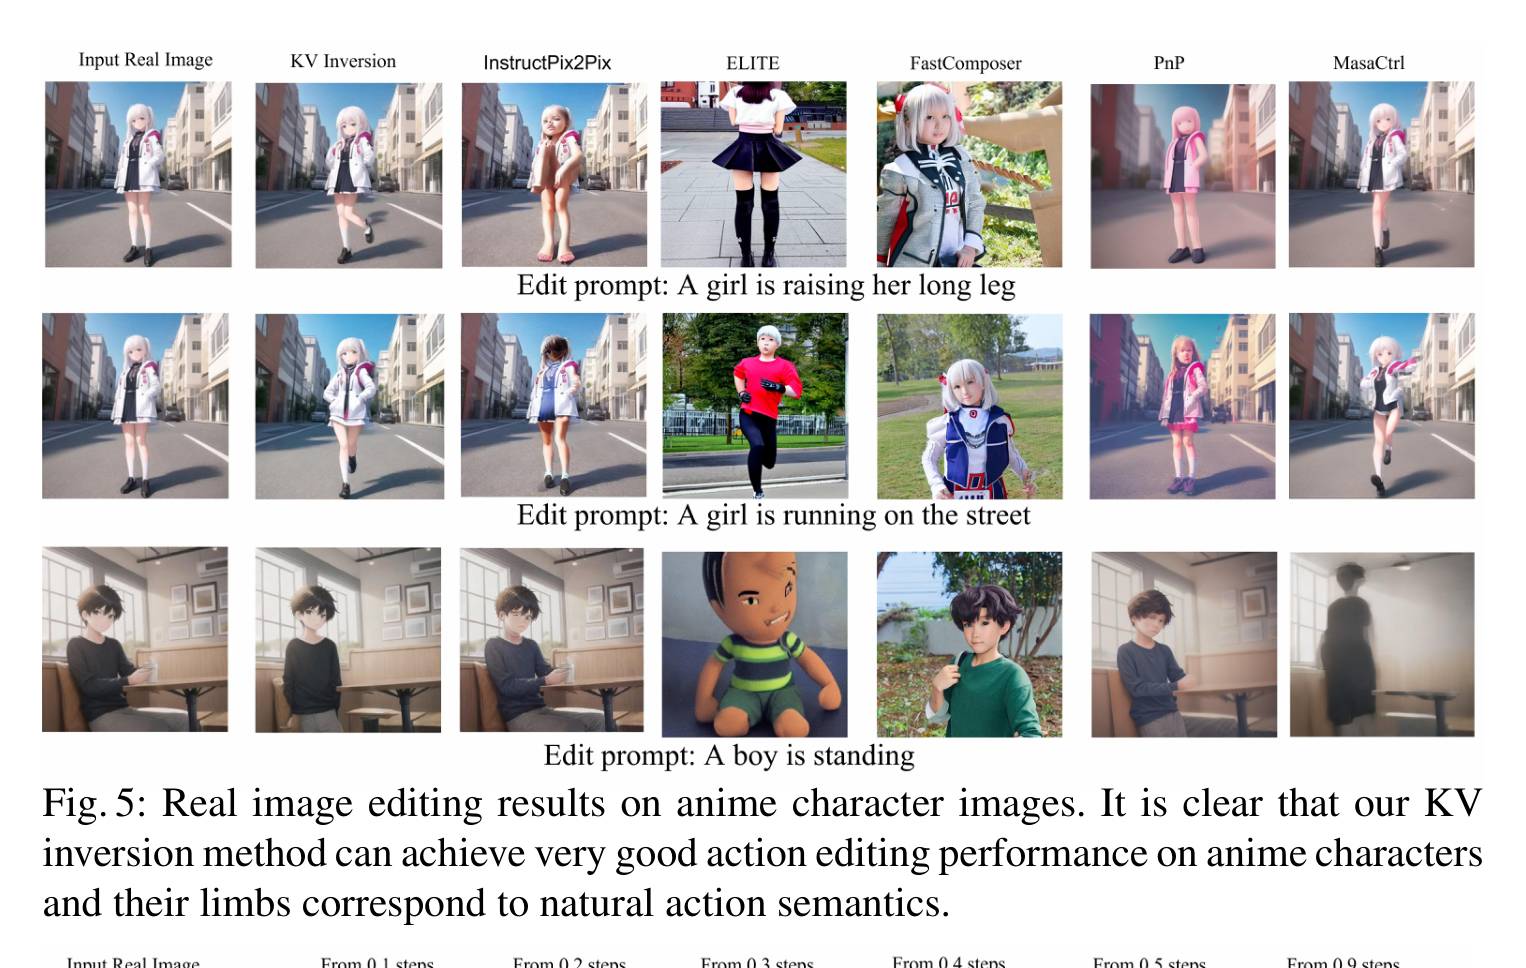 Input Real Image KV Inversion InstructPix2Pix ELITE FastComposer PnP MasaCtrl
Edit prompt: A girl is raising her long leg
Edit prompt: A girl is running on the street
Edit prompt: A boy is standing
Fig. 5: Real image editing results on anime character images. It is clear that our KV
inversion method can achieve very good action editing performance on anime characters
and their limbs correspond to natural action semantics.
Input Real Image From 0.1 steps From 0.2 steps From 0.3 steps From 0.4 steps From 0.5 steps From 0.9 steps